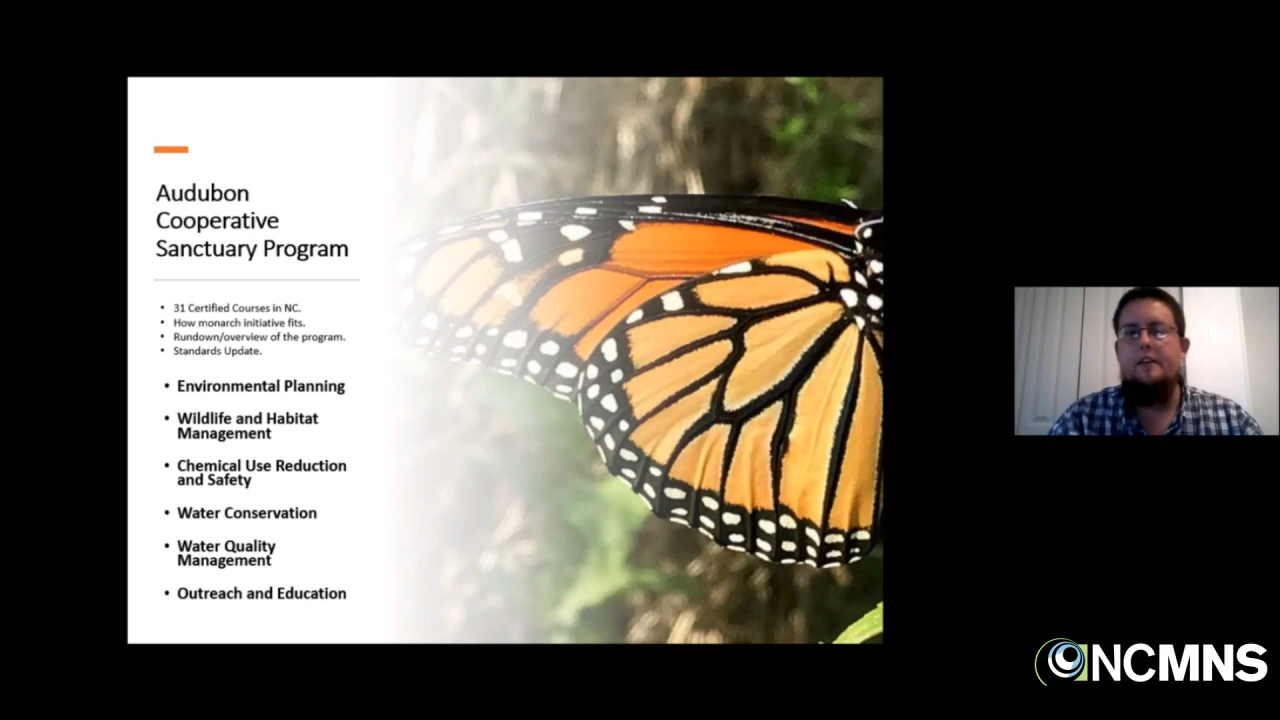 Audubon
Cooperative
Sanctuary Program
• 31 Certified Courses in NC.
• How monarch initiative fits.
• Rundown/overview of the program.
• Standards Update.
• Environmental Planning
• Wildlife and Habitat
Management
• Chemical Use Reduction
and Safety
• Water Conservation
• Water Quality
Management
• Outreach and Education
NCMNS